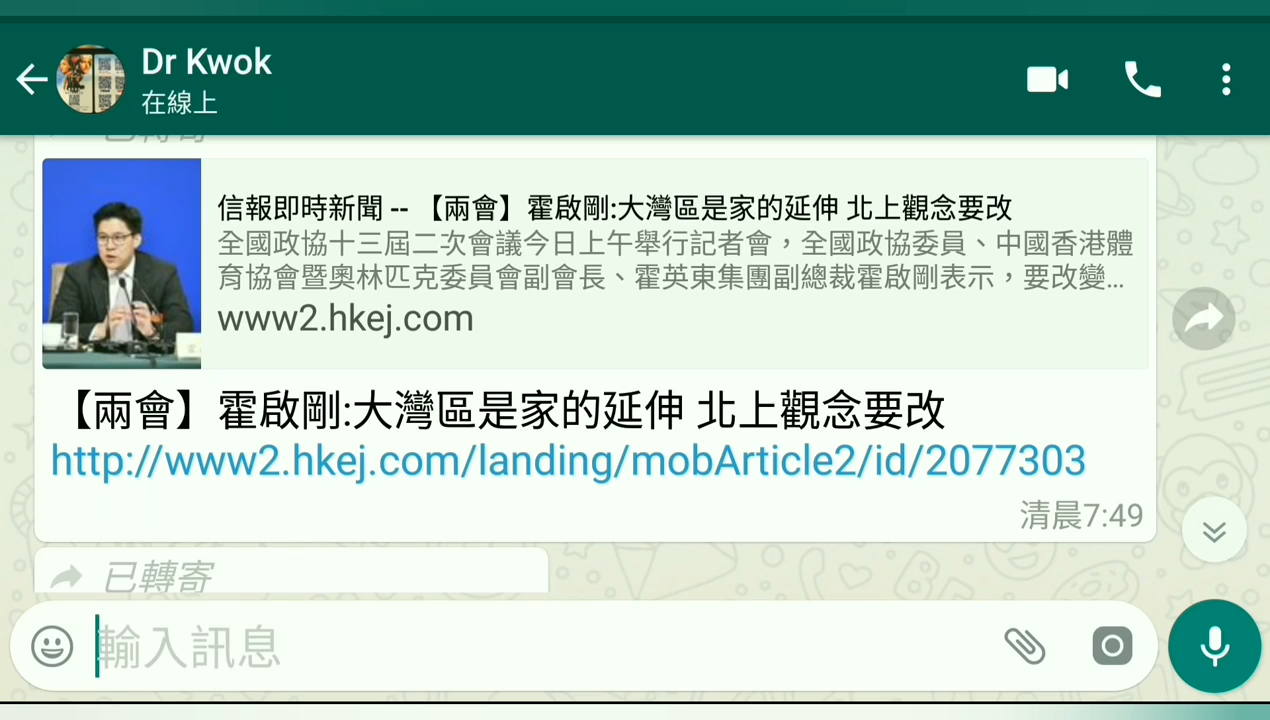 Dr Kwok
在線上
已轉寄
信報即時新聞 -- 【兩會】霍啟剛:大灣區是家的延伸 北上觀念要改
全國政協十三屆二次會議今日上午舉行記者會，全國政協委員、中國香港體
育協會暨奧林匹克委員會副會長、霍英東集團副總裁霍啟剛表示，要改變...
www2.hkej.com
【兩會】霍啟剛:大灣區是家的延伸 北上觀念要改
http://www2.hkej.com/landing/mobArticle2/id/2077303
清晨7:49
已轉寄
輸入訊息